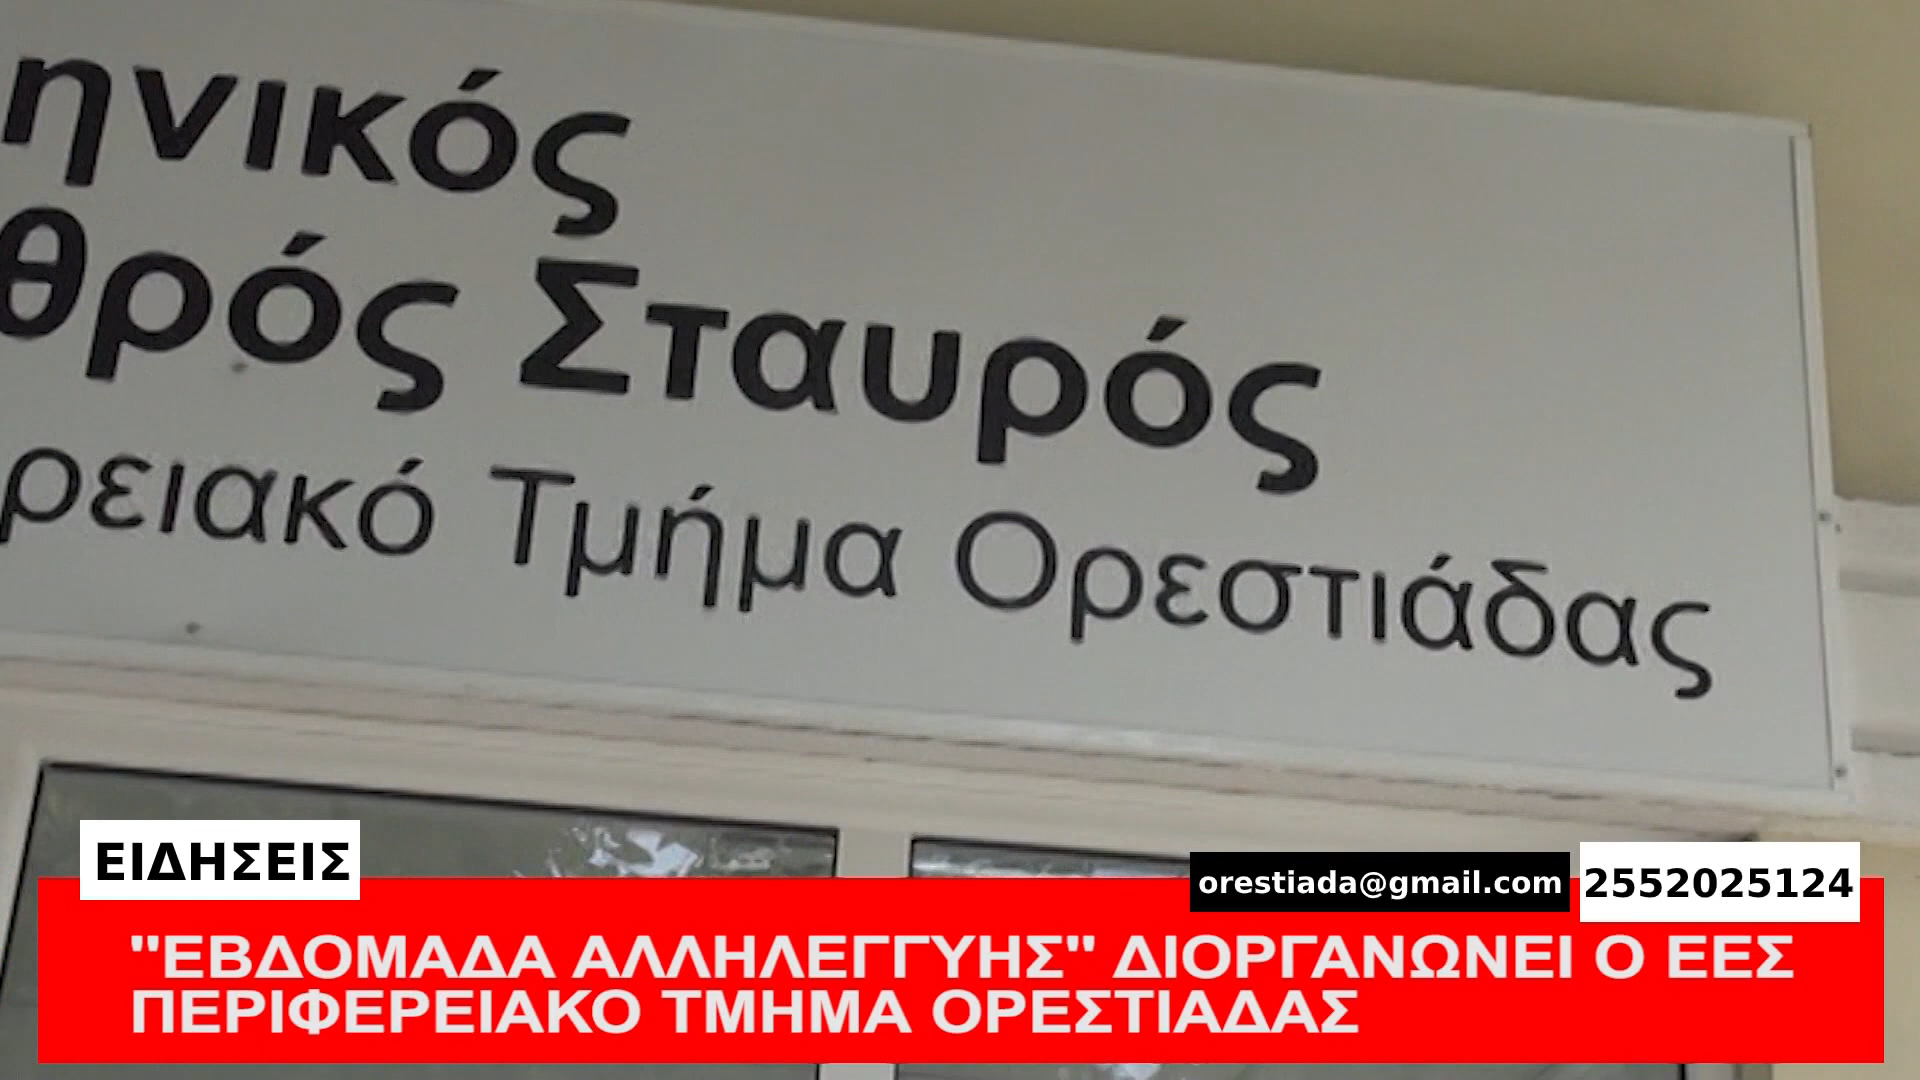 ηνικός
θρός Σταυρός
ρειακό Τμήμα Ορεστιάδας
ΕΙΔΗΣΕΙΣ
orestiada@gmail.com
2552025124
"ΕΒΔΟΜΑΔΑ ΑΛΛΗΛΕΓΓΥΗΣ" ΔΙΟΡΓΑΝΩΝΕΙ Ο ΕΕΣ
ΠΕΡΙΦΕΡΕΙΑΚΟ ΤΜΗΜΑ ΟΡΕΣΤΙΑΔΑΣ